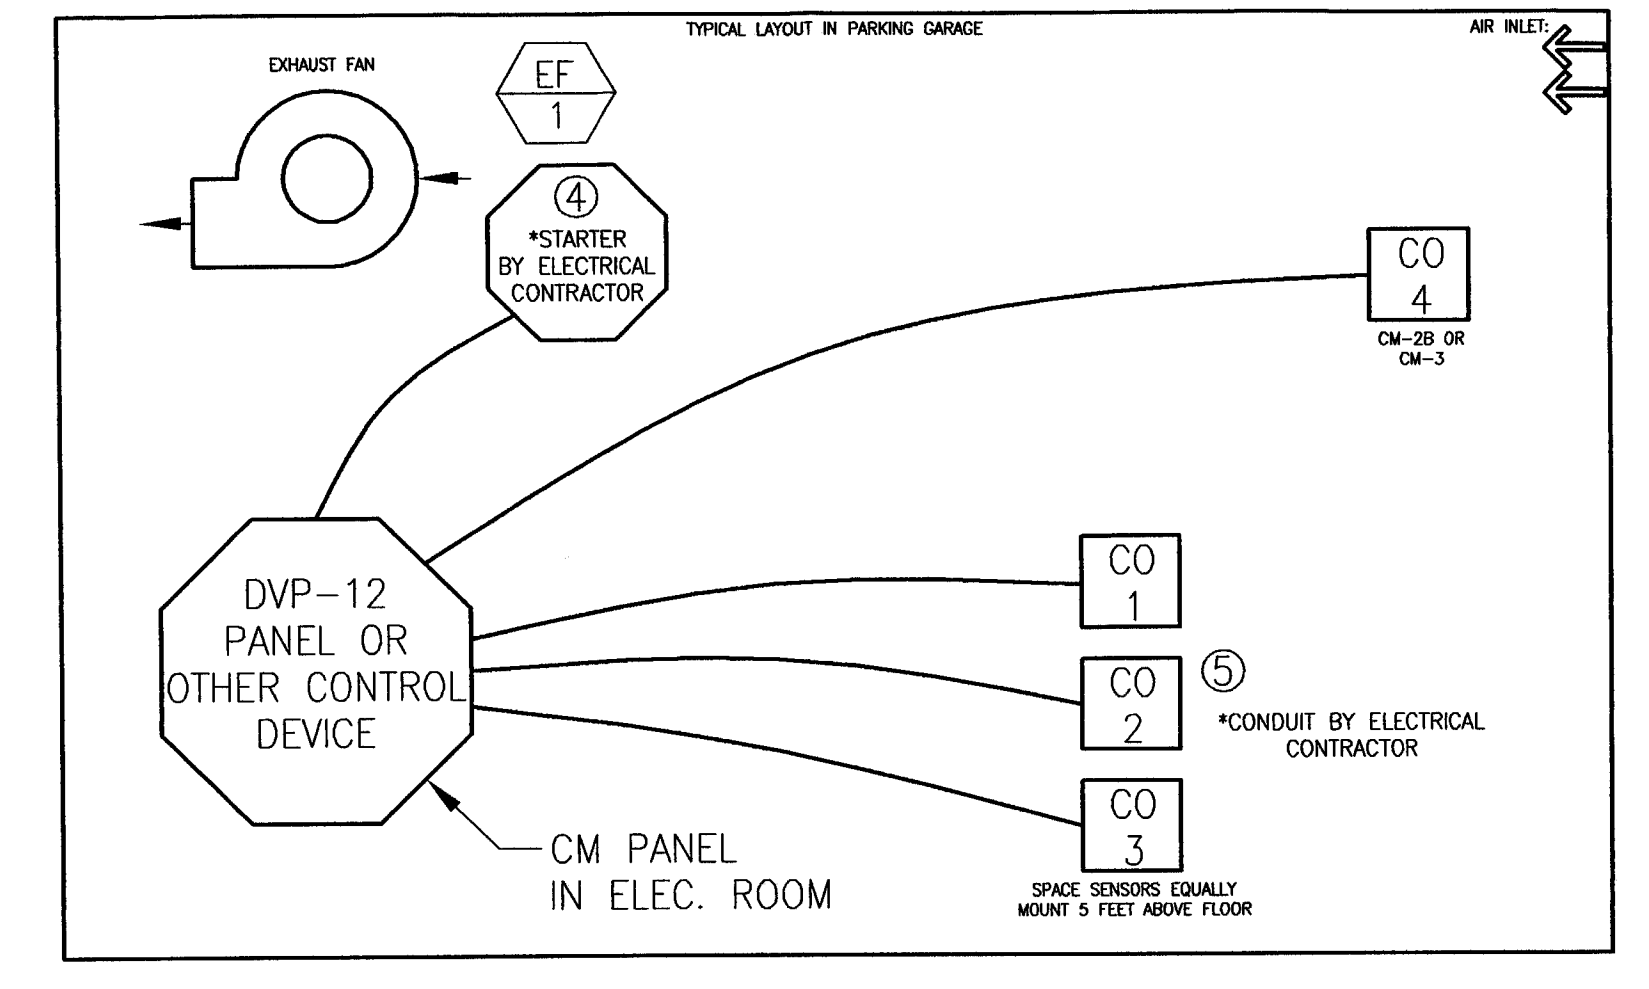 TYPICAL LAYOUT IN PARKING GARAGE
AIR INLET:
EXHAUST FAN
EF
1
4
*STARTER
BY ELECTRICAL
CONTRACTOR
CO
4
CM-2B OR
CM-3
DVP-12
PANEL OR
OTHER CONTROL
DEVICE
CO
1
CO
2
5
*CONDUIT BY ELECTRICAL
CONTRACTOR
CO
3
SPACE SENSORS EQUALLY
MOUNT 5 FEET ABOVE FLOOR
CM PANEL
IN ELEC. ROOM